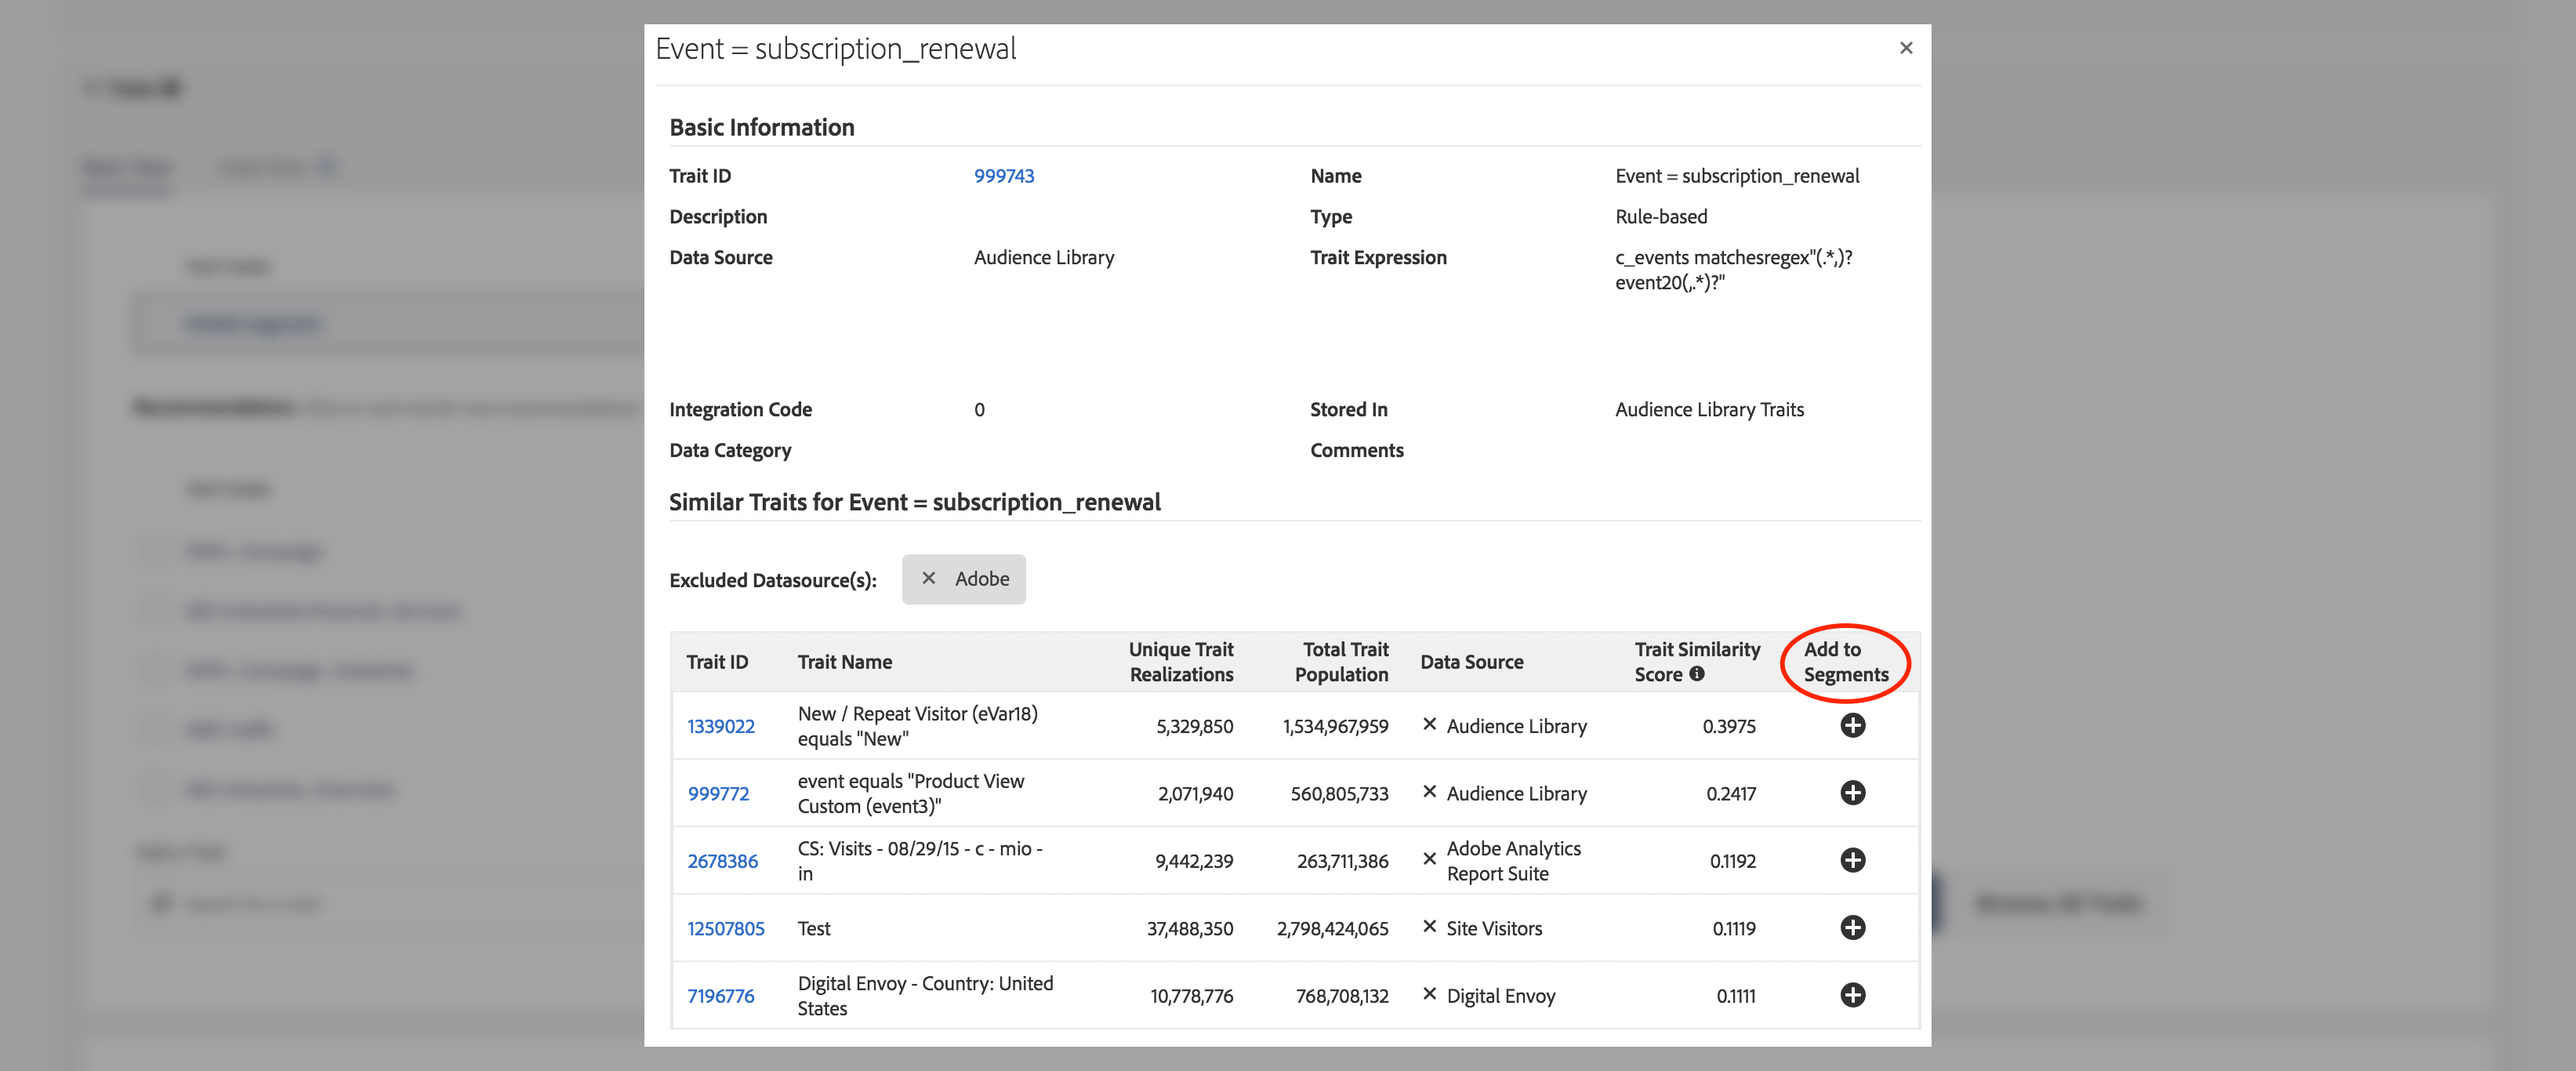 Event = subscription_renewal
Basic Information
Trait ID 999743 Name Event = subscription_renewal
Description Type Rule-based
Data Source Audience Library Trait Expression c_events matchesregex"(.*,)?
event20(,.*)?"
Integration Code 0 Stored In Audience Library Traits
Data Category Comments
Similar Traits for Event = subscription_renewal
Excluded Datasource(s): Adobe
Trait ID Trait Name Unique Trait Realizations Total Trait Population Data Source Trait Similarity Score Add to Segments
1339022 New / Repeat Visitor (eVar18) equals "New" 5,329,850 1,534,967,959 Audience Library 0.3975
999772 event equals "Product View Custom (event3)" 2,071,940 560,805,733 Audience Library 0.2417
2678386 CS: Visits - 08/29/15 - c - mio - in 9,442,239 263,711,386 Adobe Analytics Report Suite 0.1192
12507805 Test 37,488,350 2,798,424,065 Site Visitors 0.1119
7196776 Digital Envoy - Country: United States 10,778,776 768,708,132 Digital Envoy 0.1111